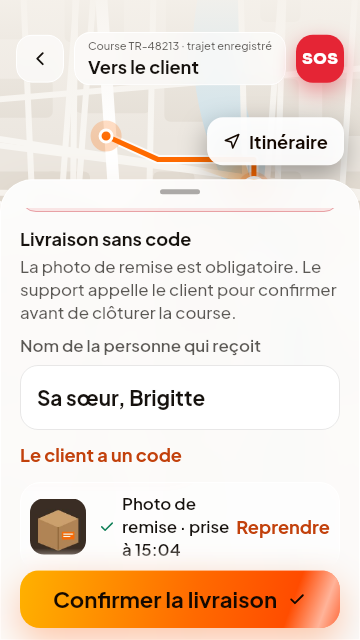 Course TR-48213 · trajet enregistré
Vers le client
SOS
Itinéraire
Livraison sans code
La photo de remise est obligatoire. Le
support appelle le client pour confirmer
avant de clôturer la course.
Nom de la personne qui reçoit
Sa sœur, Brigitte
Le client a un code
Photo de
remise · prise
à 15:04
Reprendre
Confirmer la livraison